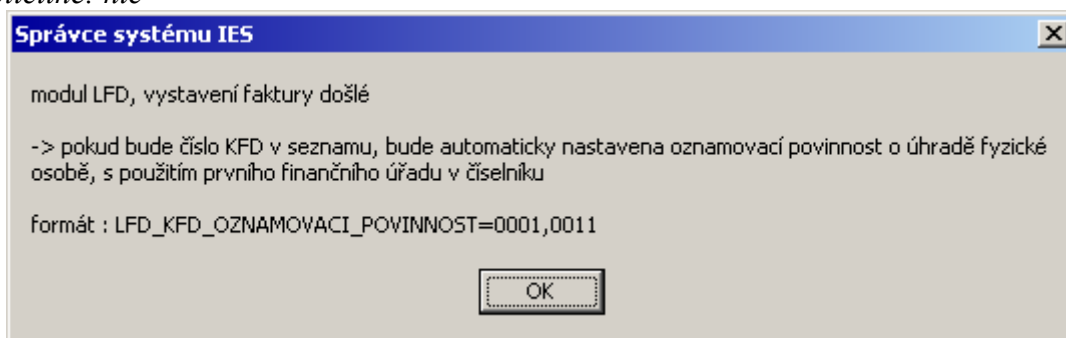 Správce systému IES
modul LFD, vystavení faktury došlé
-> pokud bude číslo KFD v seznamu, bude automaticky nastavena oznamovací povinnost o úhradě fyzické
osobě, s použitím prvního finančního úřadu v číselníku
formát : LFD_KFD_OZNAMOVACI_POVINNOST=0001,0011
OK